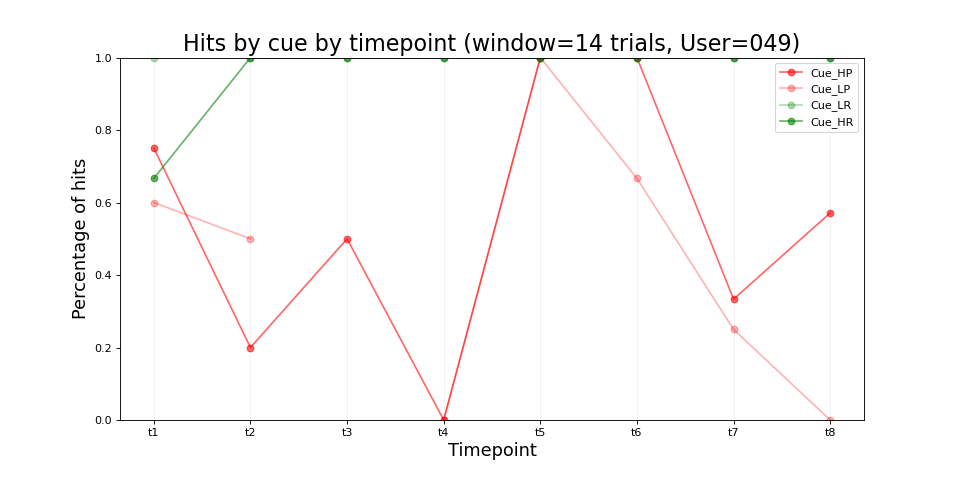 Hits by cue by timepoint (window=14 trials, User=049)
Percentage of hits
1.0
0.8
0.6
0.4
0.2
0.0
Cue_HP
Cue_LP
Cue_LR
Cue_HR
t1 t2 t3 t4 t5 t6 t7 t8
Timepoint